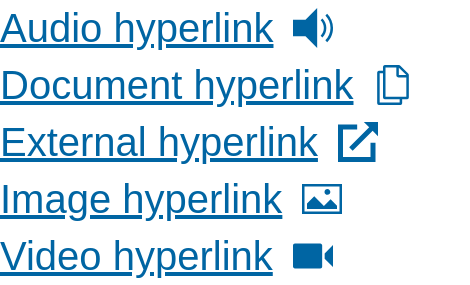 Audio hyperlink
Document hyperlink
External hyperlink
Image hyperlink
Video hyperlink